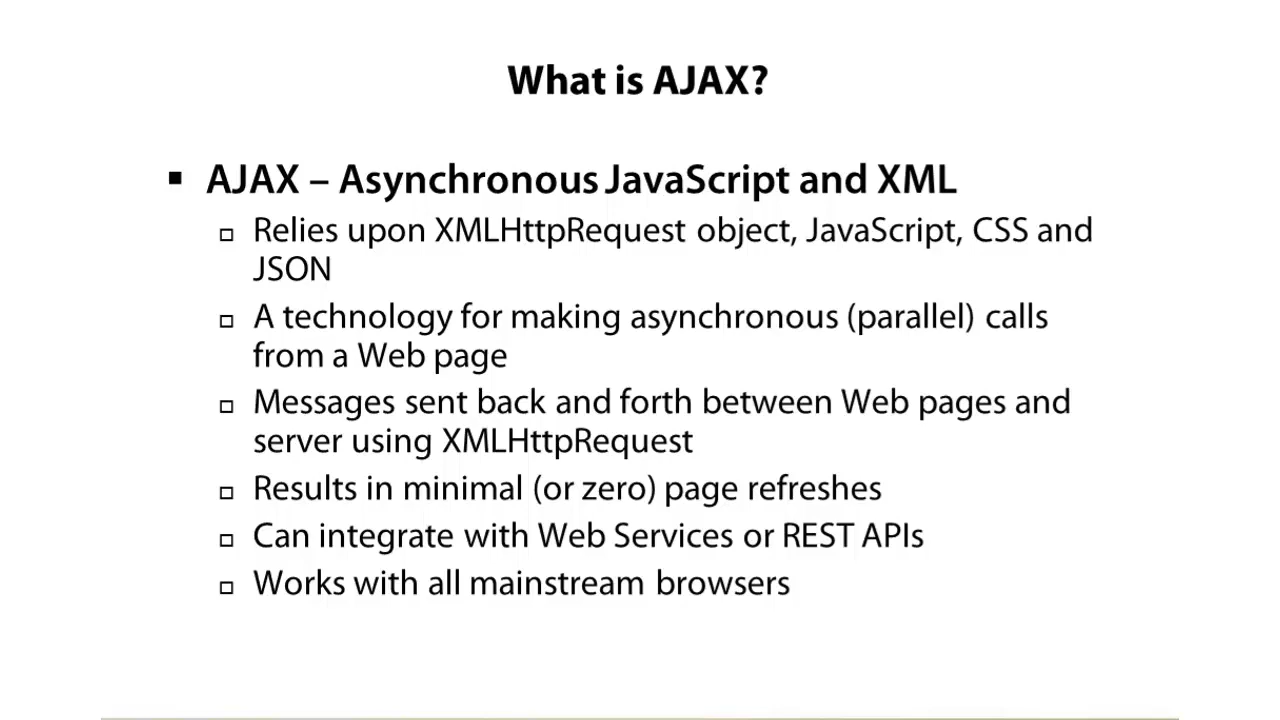 What is AJAX?
AJAX – Asynchronous JavaScript and XML
Relies upon XMLHttpRequest object, JavaScript, CSS and
JSON
A technology for making asynchronous (parallel) calls
from a Web page
Messages sent back and forth between Web pages and
server using XMLHttpRequest
Results in minimal (or zero) page refreshes
Can integrate with Web Services or REST APIs
Works with all mainstream browsers